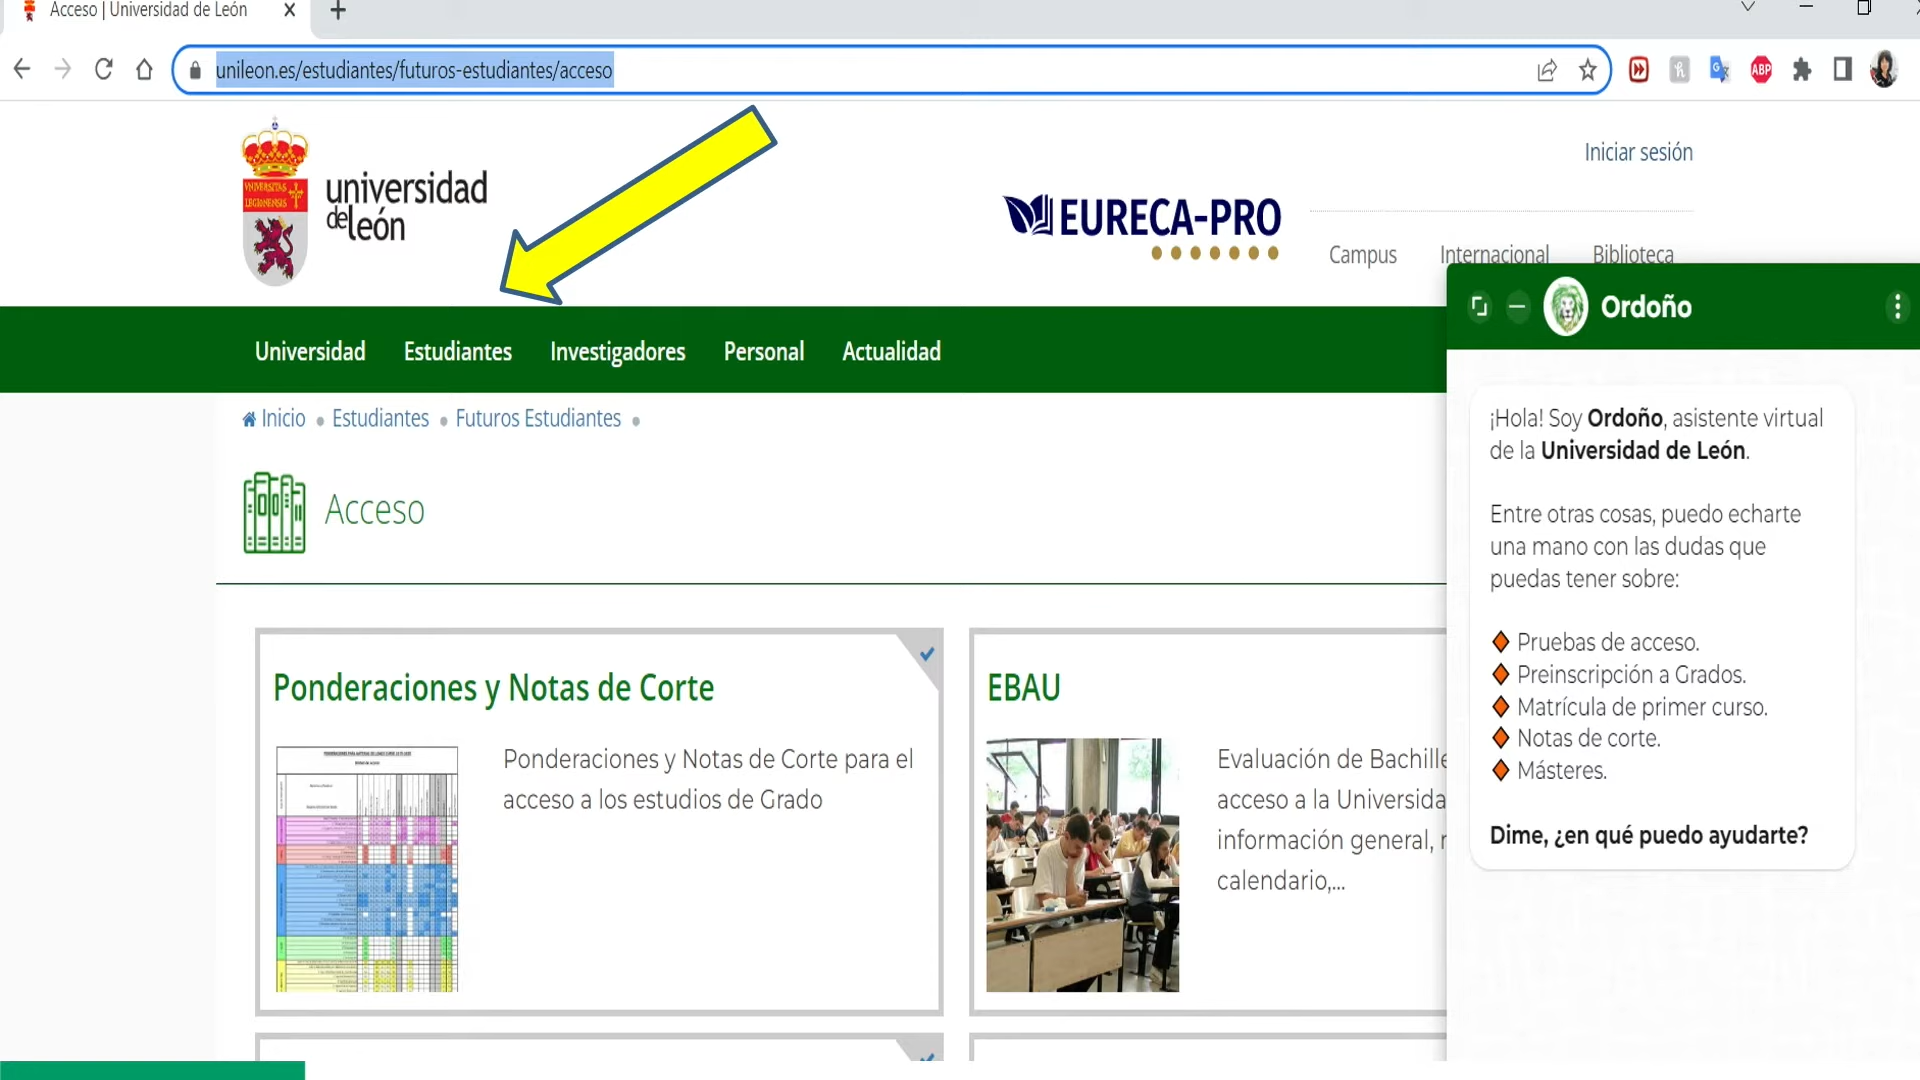 Acceso | Universidad de León
unileon.es/estudiantes/futuros-estudiantes/acceso
ABP
VNIVERSITAS
LEGIONENSIS
universidad
de león
EURECA-PRO
Iniciar sesión
Campus Internacional Biblioteca
Universidad Estudiantes Investigadores Personal Actualidad
Inicio Estudiantes Futuros Estudiantes
Acceso
Ponderaciones y Notas de Corte
Ponderaciones y Notas de Corte para el
acceso a los estudios de Grado
EBAU
Evaluación de Bachille
acceso a la Universida
información general, r
calendario,...
Ordoño
¡Hola! Soy Ordoño, asistente virtual
de la Universidad de León.
Entre otras cosas, puedo echarte
una mano con las dudas que
puedas tener sobre:
Pruebas de acceso.
Preinscripción a Grados.
Matrícula de primer curso.
Notas de corte.
Másteres.
Dime, ¿en qué puedo ayudarte?